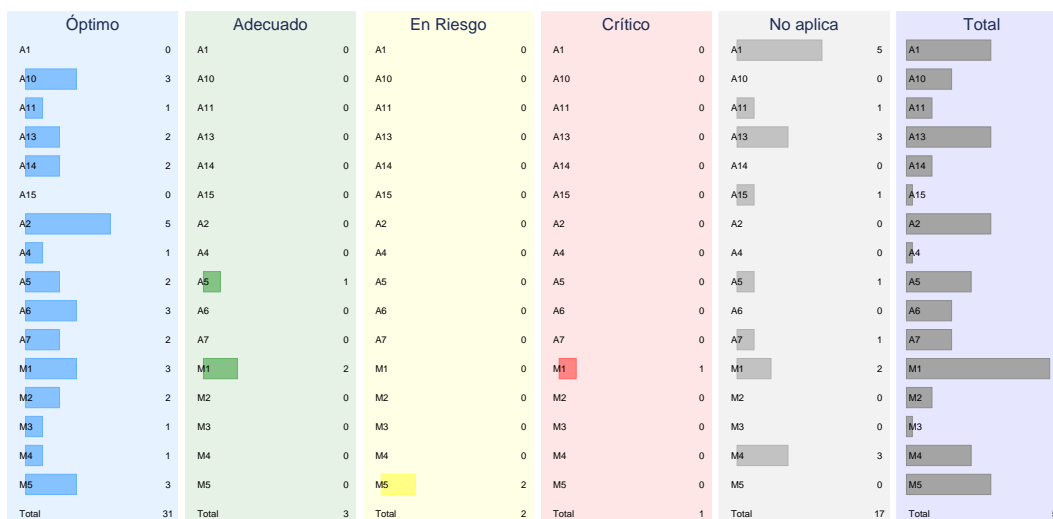 Óptimo Adecuado En Riesgo Crítico No aplica Total
A1 0 A1 0 A1 0 A1 0 A1 5 A1
A10 3 A10 0 A10 0 A10 0 A10 0 A10
A11 1 A11 0 A11 0 A11 0 A11 1 A11
A13 2 A13 0 A13 0 A13 0 A13 3 A13
A14 2 A14 0 A14 0 A14 0 A14 0 A14
A15 0 A15 0 A15 0 A15 0 A15 1 A15
A2 5 A2 0 A2 0 A2 0 A2 0 A2
A4 1 A4 0 A4 0 A4 0 A4 0 A4
A5 2 A5 1 A5 0 A5 0 A5 1 A5
A6 3 A6 0 A6 0 A6 0 A6 0 A6
A7 2 A7 0 A7 0 A7 0 A7 1 A7
M1 3 M1 2 M1 0 M1 1 M1 2 M1
M2 2 M2 0 M2 0 M2 0 M2 0 M2
M3 1 M3 0 M3 0 M3 0 M3 0 M3
M4 1 M4 0 M4 0 M4 0 M4 3 M4
M5 3 M5 0 M5 2 M5 0 M5 0 M5
Total 31 Total 3 Total 2 Total 1 Total 17 Total